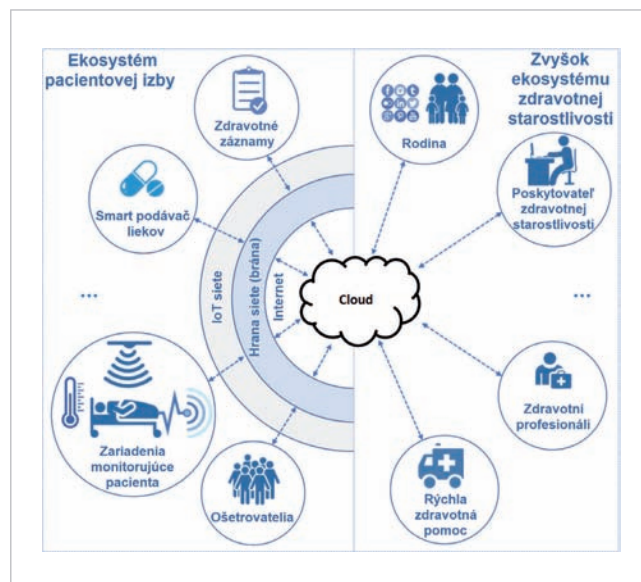 Ekosystém
pacientovej izby
Zdravotné
záznamy
Smart podávač
liekov
...
Zariadenia
monitorujúce
pacienta
Ošetrovatelia
IoT siete
Hrana siete (brána)
Internet
Cloud
Zvyšok
ekosystému
zdravotnej
starostlivosti
Rodina
Poskytovateľ
zdravotnej
starostlivosti
...
Zdravotní
profesionáli
Rýchla
zdravotná
pomoc